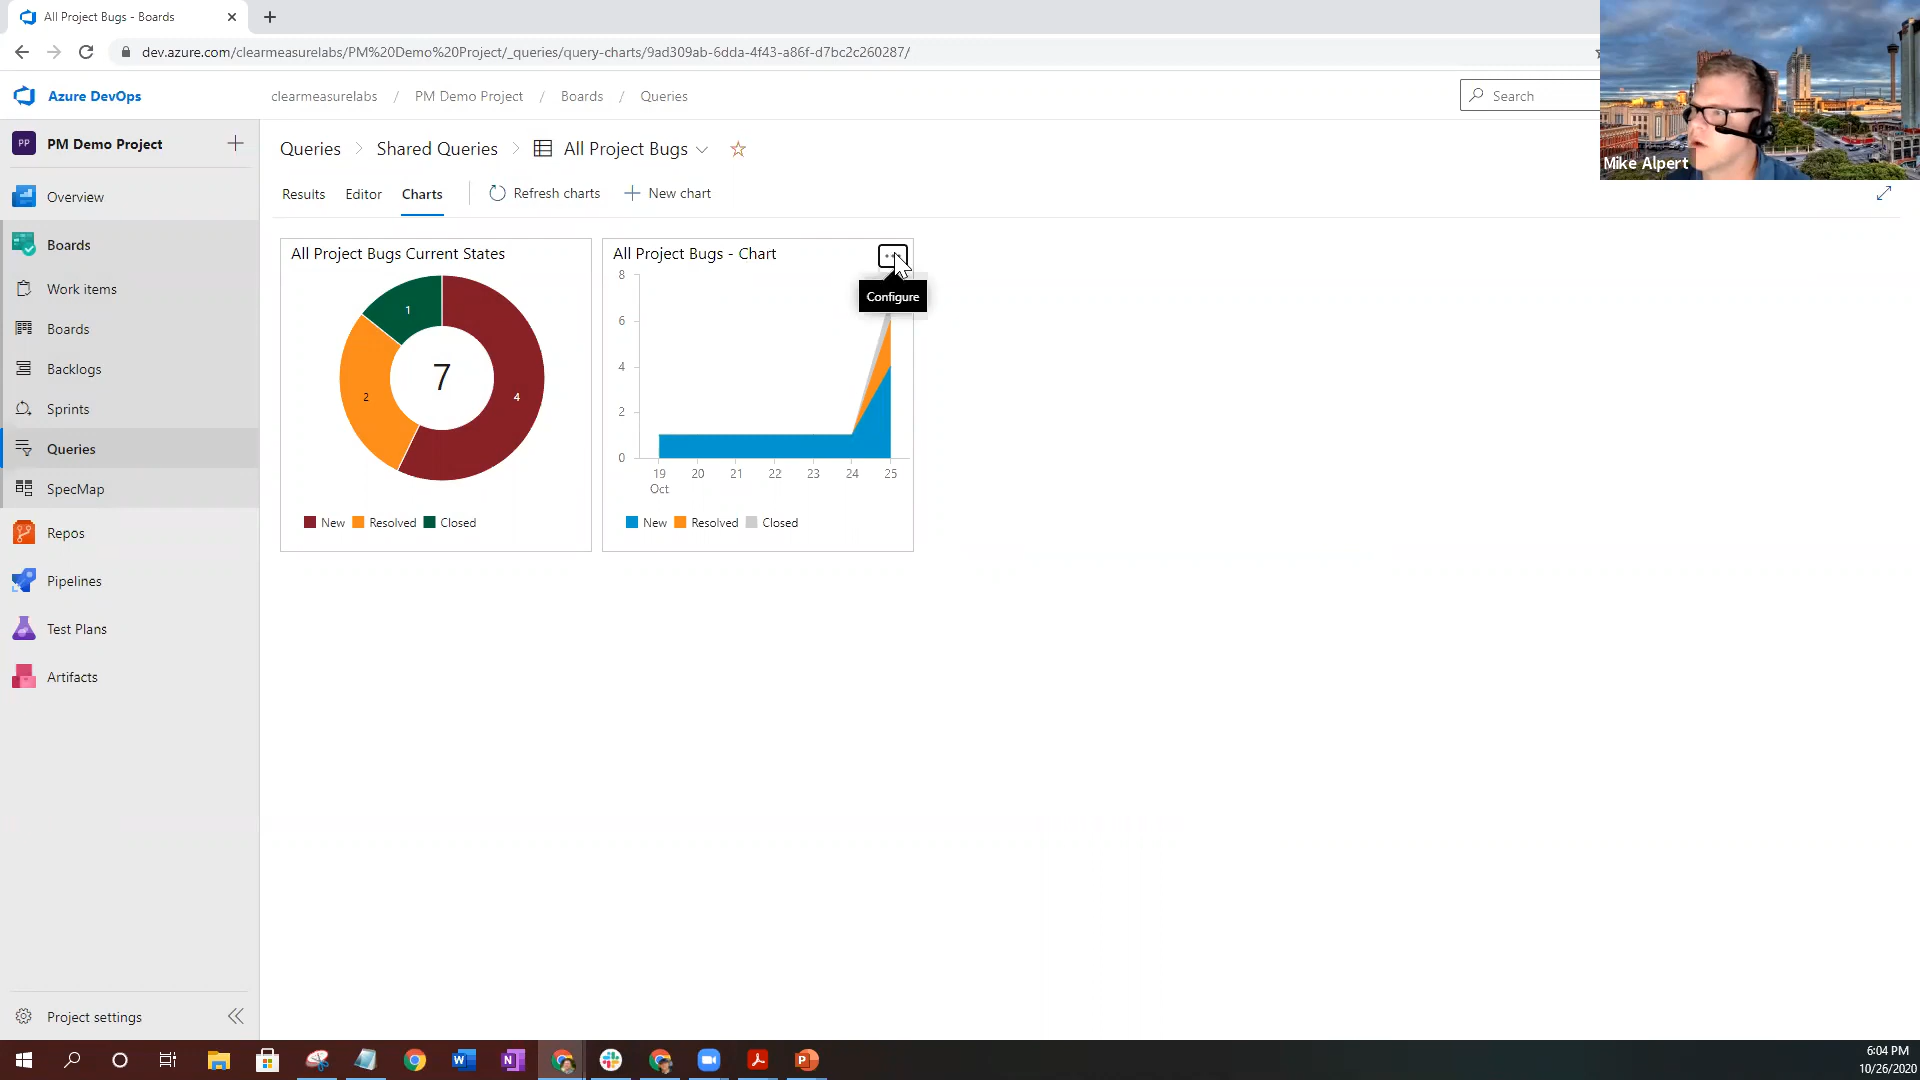 All Project Bugs - Boards
dev.azure.com/clearmeasurelabs/PM%20Demo%20Project/_queries/query-charts/9ad309ab-6dda-4f43-a86f-d7bc2c260287/
Azure DevOps
clearmeasurelabs / PM Demo Project / Boards / Queries
Search
Mike Alpert
PP PM Demo Project
Overview
Boards
Work items
Boards
Backlogs
Sprints
Queries
SpecMap
Repos
Pipelines
Test Plans
Artifacts
Project settings
Queries > Shared Queries > All Project Bugs
Results Editor Charts Refresh charts New chart
All Project Bugs Current States
1
2
7
4
New Resolved Closed
All Project Bugs - Chart
Configure
8
6
4
2
0
19 20 21 22 23 24 25
Oct
New Resolved Closed
6:04 PM
10/26/2020